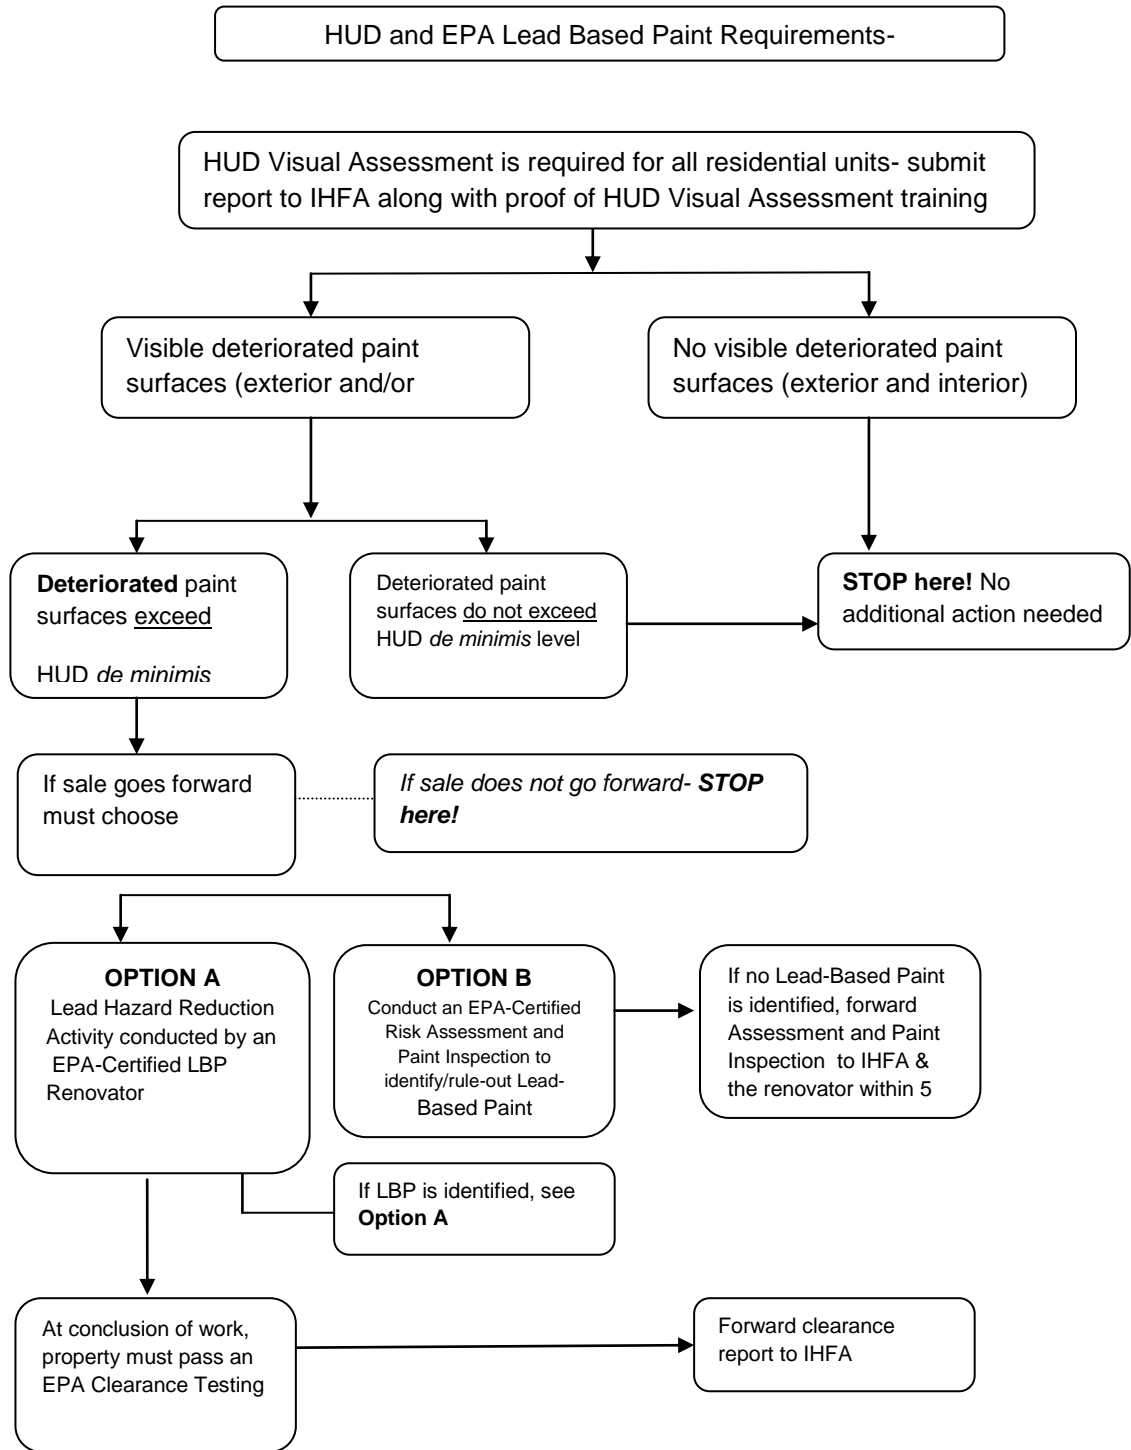 HUD and EPA Lead Based Paint Requirements-
HUD Visual Assessment is required for all residential units- submit
report to IHFA along with proof of HUD Visual Assessment training
Visible deteriorated paint
surfaces (exterior and/or
No visible deteriorated paint
surfaces (exterior and interior)
Deteriorated paint
surfaces exceed
HUD de minimis
Deteriorated paint
surfaces do not exceed
HUD de minimis level
STOP here! No
additional action needed
If sale goes forward
must choose
If sale does not go forward- STOP
here!
OPTION A
Lead Hazard Reduction
Activity conducted by an
EPA-Certified LBP
Renovator
OPTION B
Conduct an EPA-Certified
Risk Assessment and
Paint Inspection to
identify/rule-out Lead-
Based Paint
If no Lead-Based Paint
is identified, forward
Assessment and Paint
Inspection to IHFA &
the renovator within 5
If LBP is identified, see
Option A
At conclusion of work,
property must pass an
EPA Clearance Testing
Forward clearance
report to IHFA